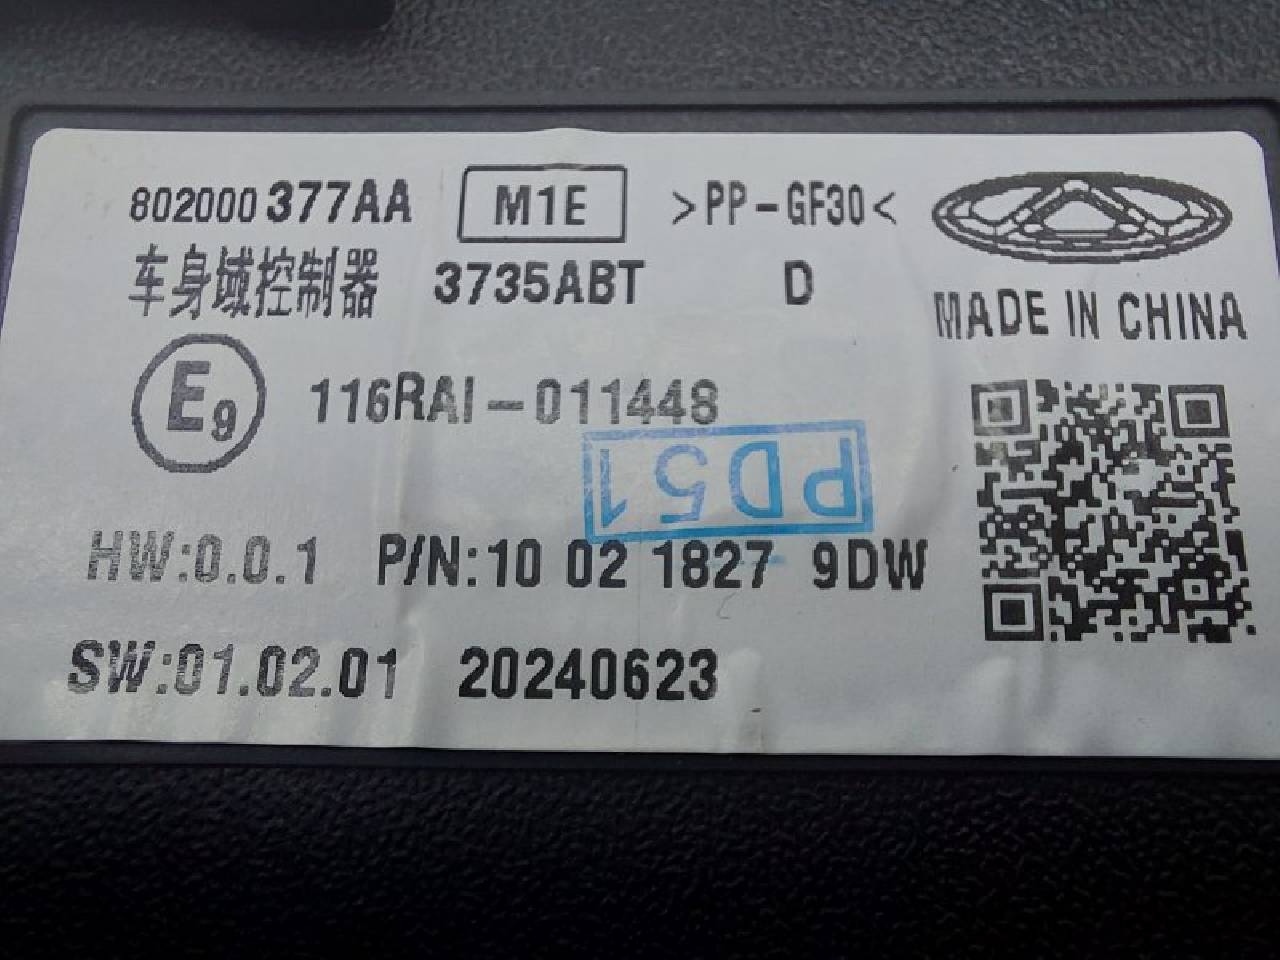 802000377AA M1E >PP-GF30<
车身域控制器 3735ABT D
MADE IN CHINA
E9 116RAI-011448
PD51
HW:0.0.1 P/N:10 02 1827 9DW
SW:01.02.01 20240623